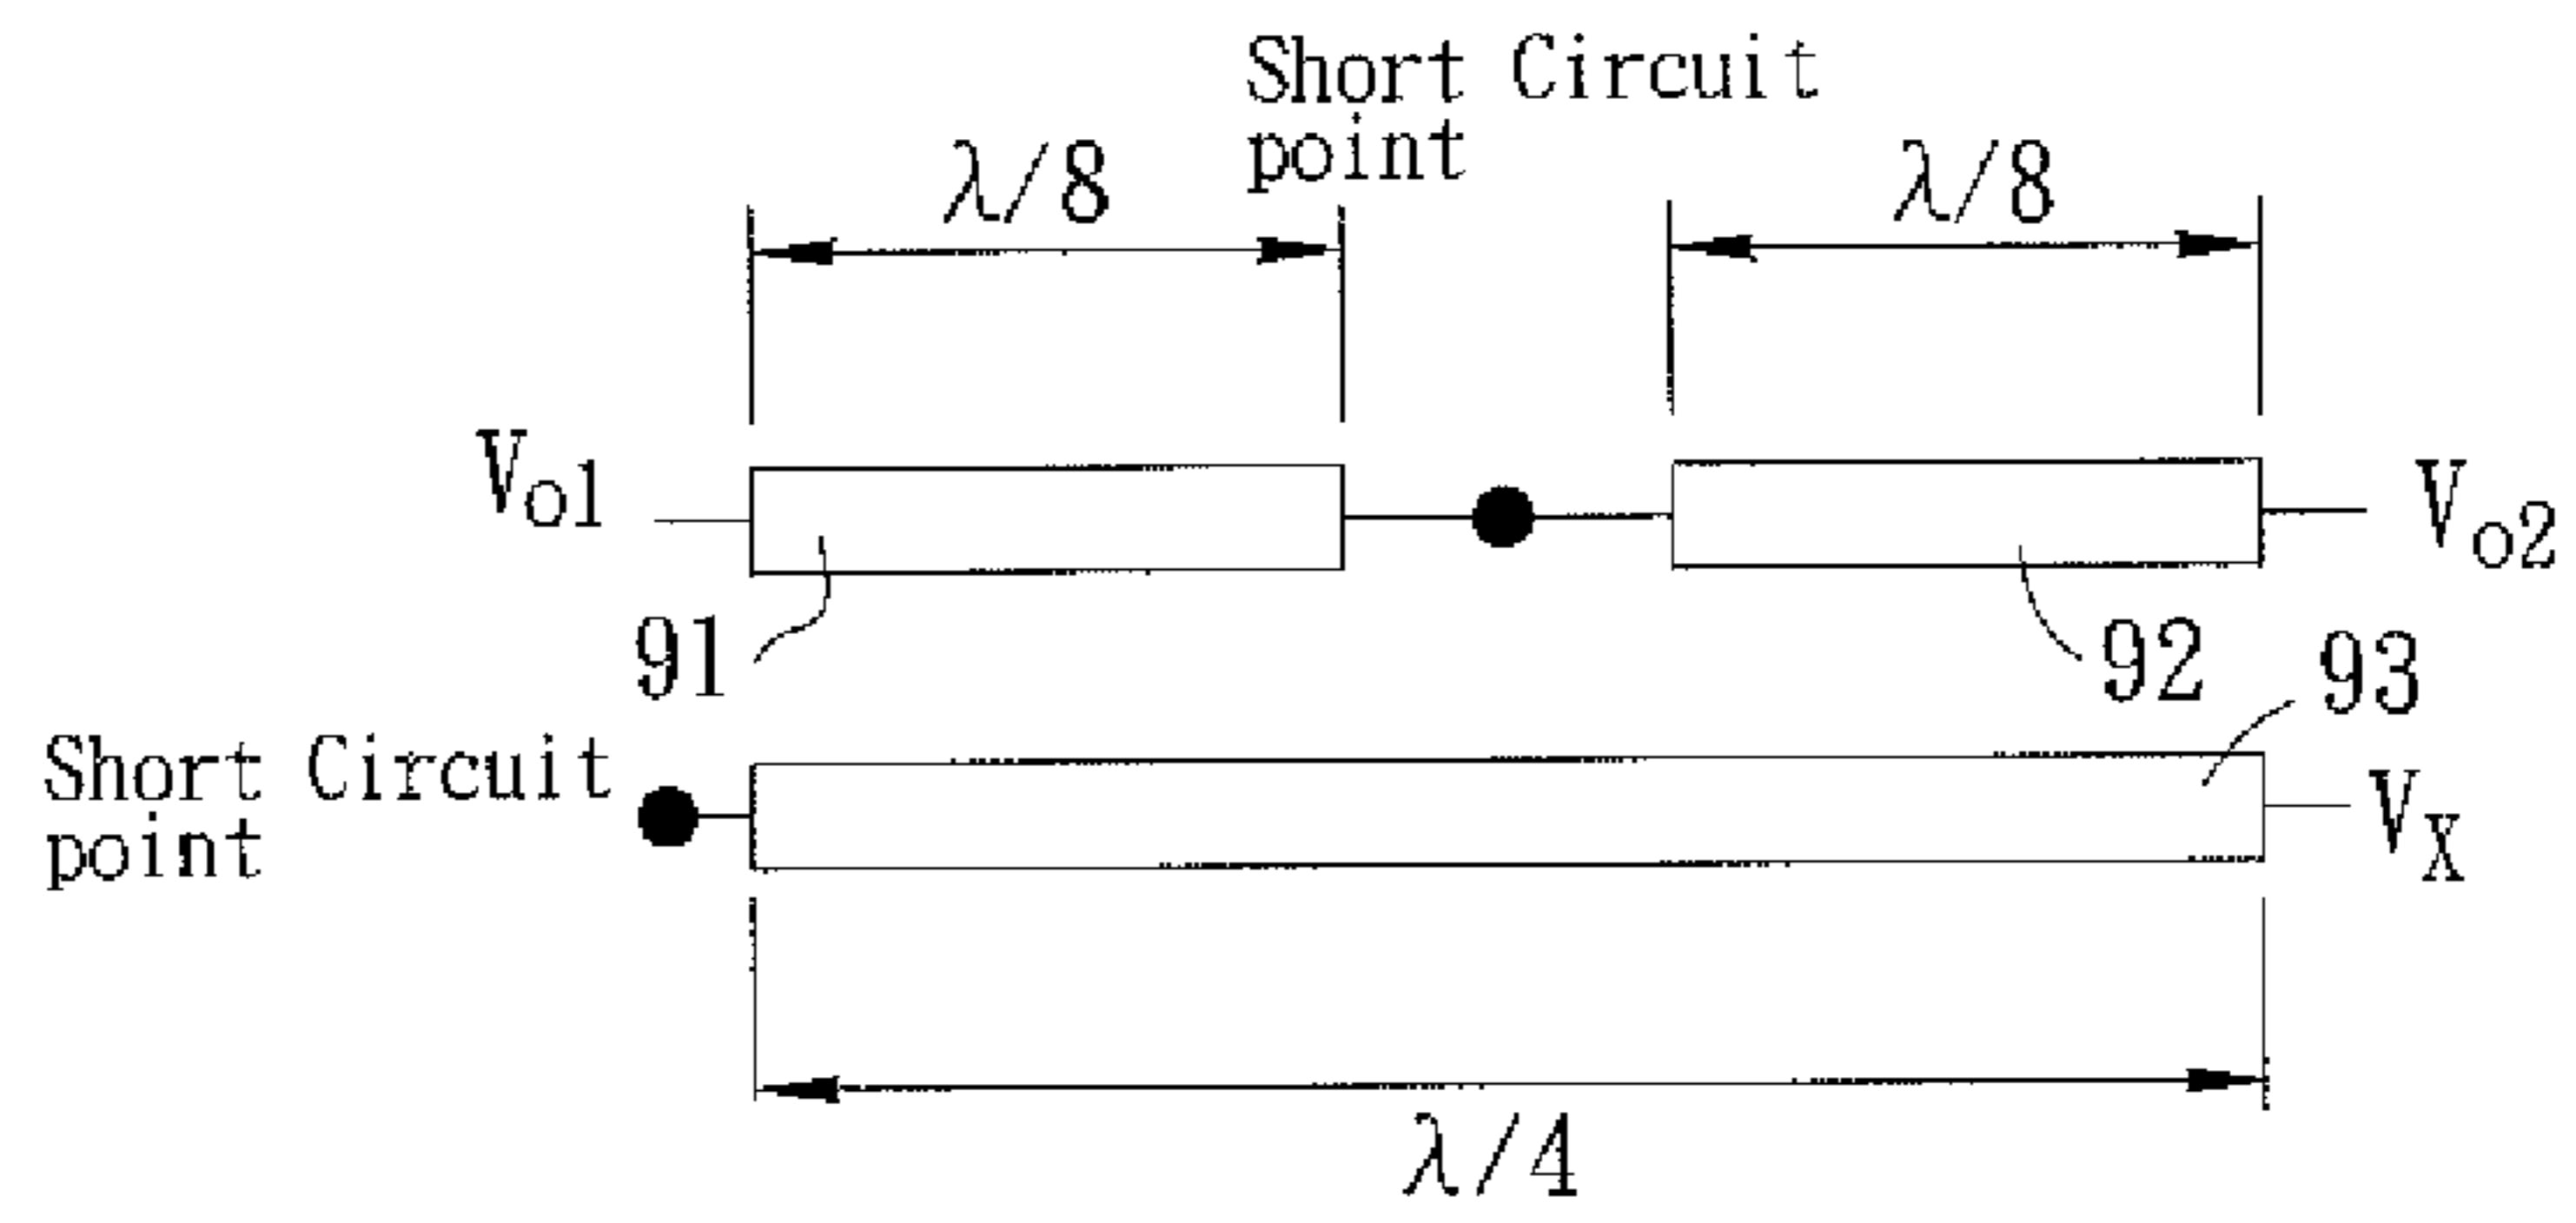 Short Circuit
point
λ/8
λ/8
Vo1
Vo2
91
92
93
Short Circuit
point
VX
λ/4